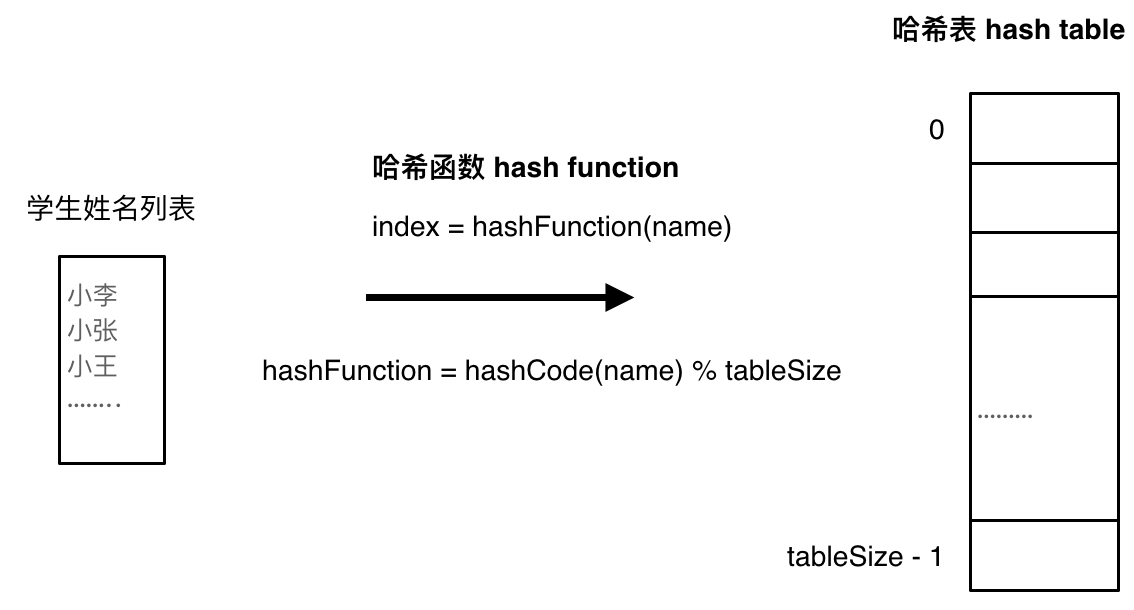 哈希表 hash table
0
哈希函数 hash function
学生姓名列表
index = hashFunction(name)
小李
小张
小王
........
hashFunction = hashCode(name) % tableSize
.........
tableSize - 1